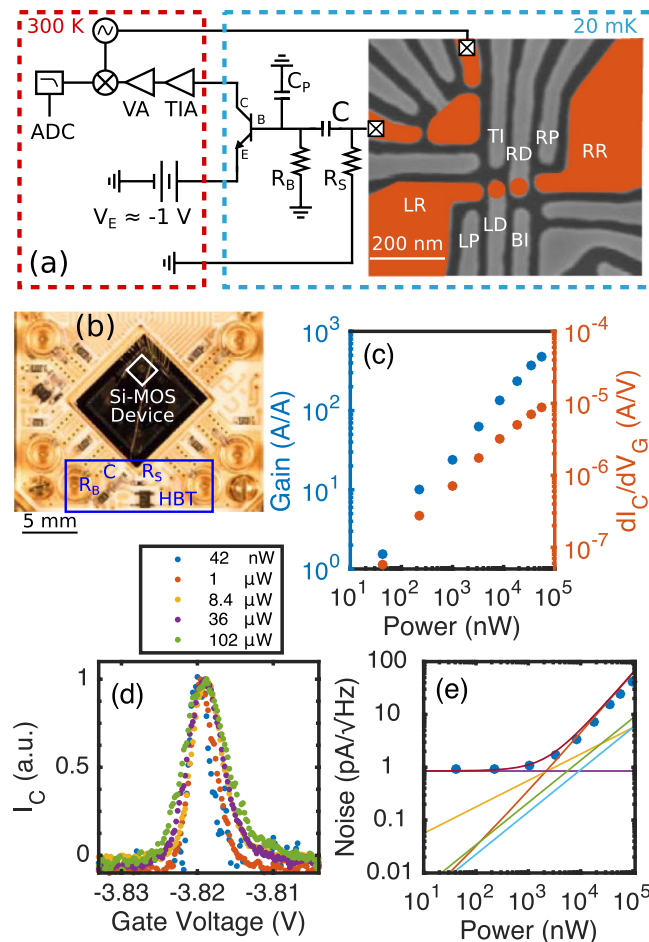 300 K
20 mK
ADC
VA
TIA
C
B
E
C_P
C
R_B
R_S
V_E ≈ -1 V
(a)
TI
RD
RP
RR
LR
LP
LD
BI
200 nm
(b)
Si-MOS
Device
R_B
C
R_S
HBT
5 mm
(c)
10^3
10^2
10^1
10^0
Gain (A/A)
10^-4
10^-5
10^-6
10^-7
dI_C/dV_G (A/V)
10^1 10^2 10^3 10^4 10^5
Power (nW)
42 nW
1 μW
8.4 μW
36 μW
102 μW
(d)
1
0.5
0
I_C (a.u.)
-3.83 -3.82 -3.81
Gate Voltage (V)
(e)
100
10
1
0.1
0.01
Noise (pA/√Hz)
10^1 10^2 10^3 10^4 10^5
Power (nW)